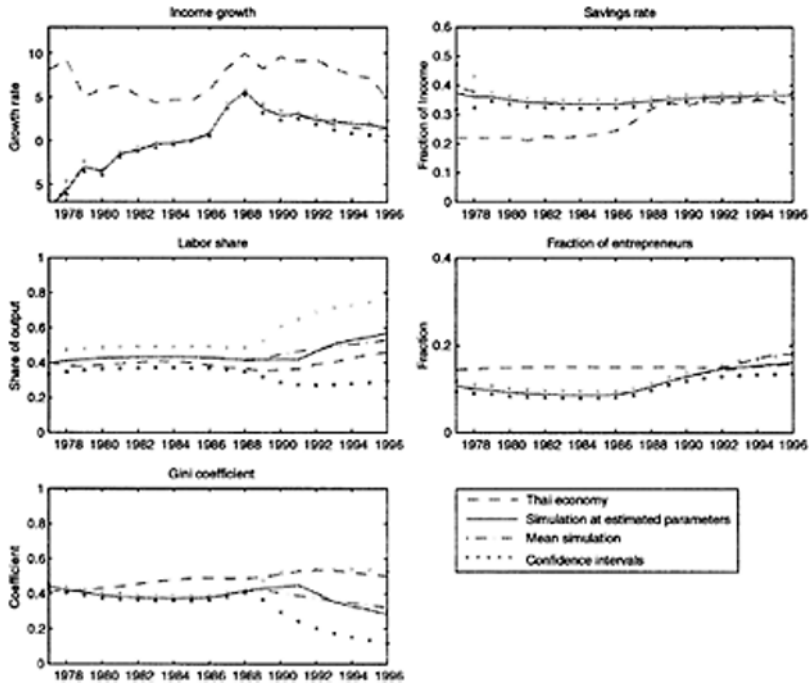 Income growth
Growth rate
10
5
0
5
1978 1980 1982 1984 1986 1988 1990 1992 1994 1996
Savings rate
Fraction of Income
0.6
0.5
0.4
0.3
0.2
0.1
0
1978 1980 1982 1984 1986 1988 1990 1992 1994 1996
Labor share
Share of output
1
0.8
0.6
0.4
0.2
0
1978 1980 1982 1984 1986 1988 1990 1992 1994 1996
Fraction of entrepreneurs
Fraction
0.4
0.2
0
1978 1980 1982 1984 1986 1988 1990 1992 1994 1996
Gini coefficient
Coefficient
1
0.8
0.6
0.4
0.2
0
1978 1980 1982 1984 1986 1988 1990 1992 1994 1996
Thai economy
Simulation at estimated parameters
Mean simulation
Confidence intervals